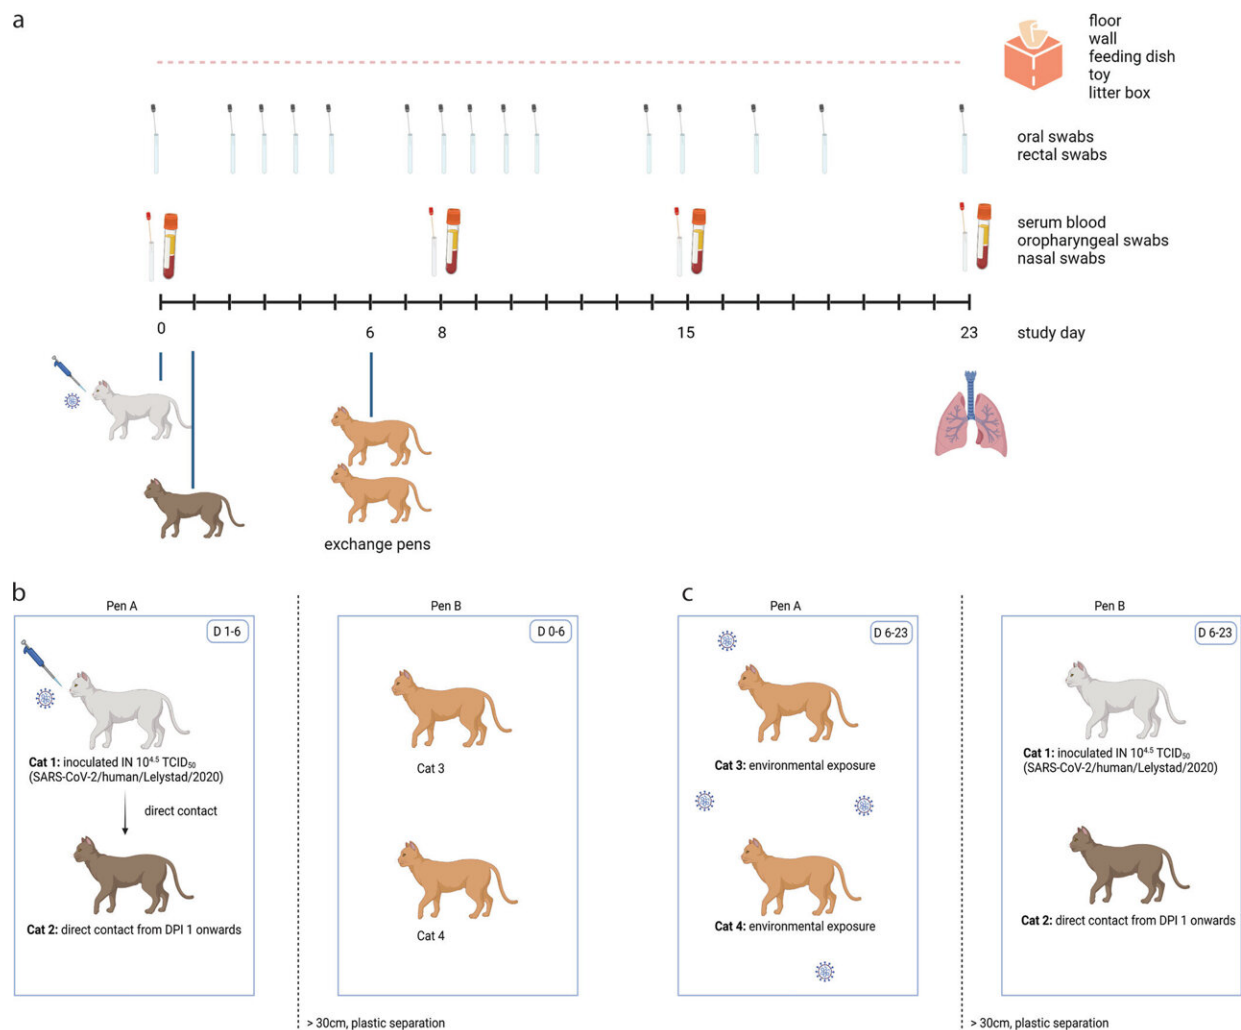 a
floor
wall
feeding dish
toy
litter box
oral swabs
rectal swabs
serum blood
oropharyngeal swabs
nasal swabs
0 6 8 15 23 study day
exchange pens
b
Pen A
D 1-6
Cat 1: inoculated IN 10⁴·⁵ TCID₅₀
(SARS-CoV-2/human/Lelystad/2020)
direct contact
Cat 2: direct contact from DPI 1 onwards
Pen B
D 0-6
Cat 3
Cat 4
> 30cm, plastic separation
c
Pen A
D 6-23
Cat 3: environmental exposure
Cat 4: environmental exposure
Pen B
D 6-23
Cat 1: inoculated IN 10⁴·⁵ TCID₅₀
(SARS-CoV-2/human/Lelystad/2020)
Cat 2: direct contact from DPI 1 onwards
> 30cm, plastic separation